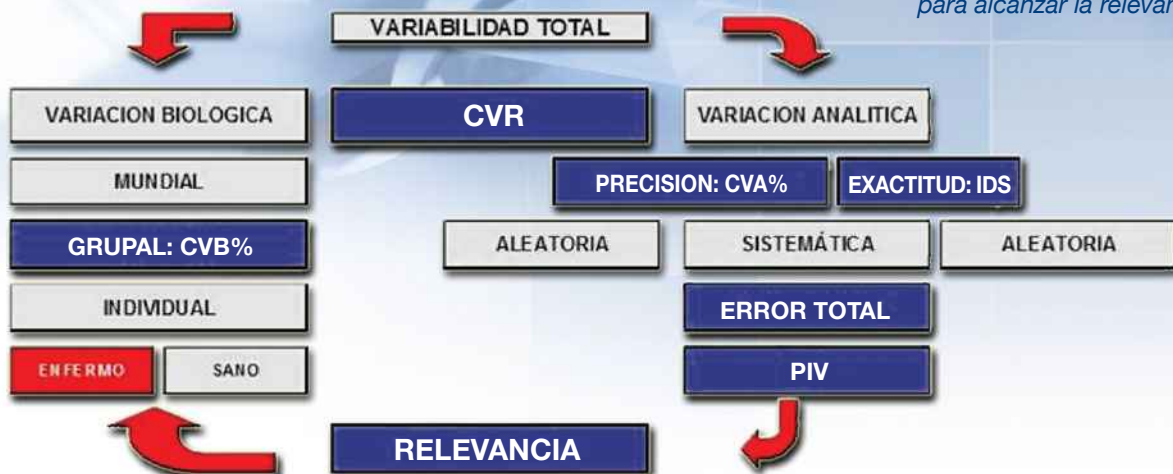 para alcanzar la relevan
VARIABILIDAD TOTAL
VARIACION BIOLOGICA
CVR
VARIACION ANALITICA
MUNDIAL
PRECISION: CVA%
EXACTITUD: IDS
GRUPAL: CVB%
ALEATORIA
SISTEMÁTICA
ALEATORIA
INDIVIDUAL
ERROR TOTAL
ENFERMO
SANO
PIV
RELEVANCIA